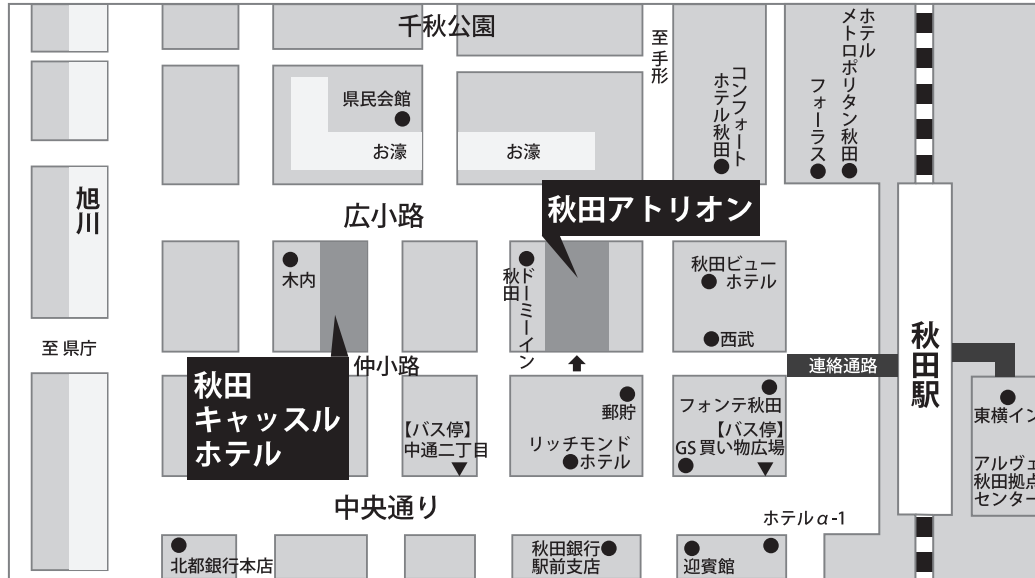 千秋公園
至手形
ホテル
メトロポリタン秋田
フォーラス
コンフォート
ホテル秋田
県民会館
お濠
お濠
旭川
広小路
秋田アトリオン
木内
ドーミーイン
秋田
秋田ビュー
ホテル
西武
至 県庁
仲小路
連絡通路
秋田駅
秋田
キャッスル
ホテル
【バス停】
中通二丁目
郵貯
リッチモンド
ホテル
フォンテ秋田
【バス停】
GS 買い物広場
東横イン
アルヴェ
秋田拠点
センター
中央通り
ホテルα-1
北都銀行本店
秋田銀行
駅前支店
迎賓館